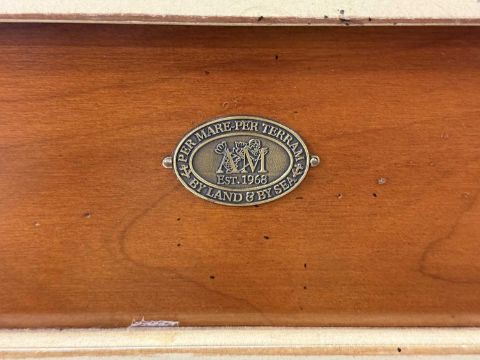 PER MARE-PER TERRAM
AM
EST. 1968
BY LAND & BY SEA